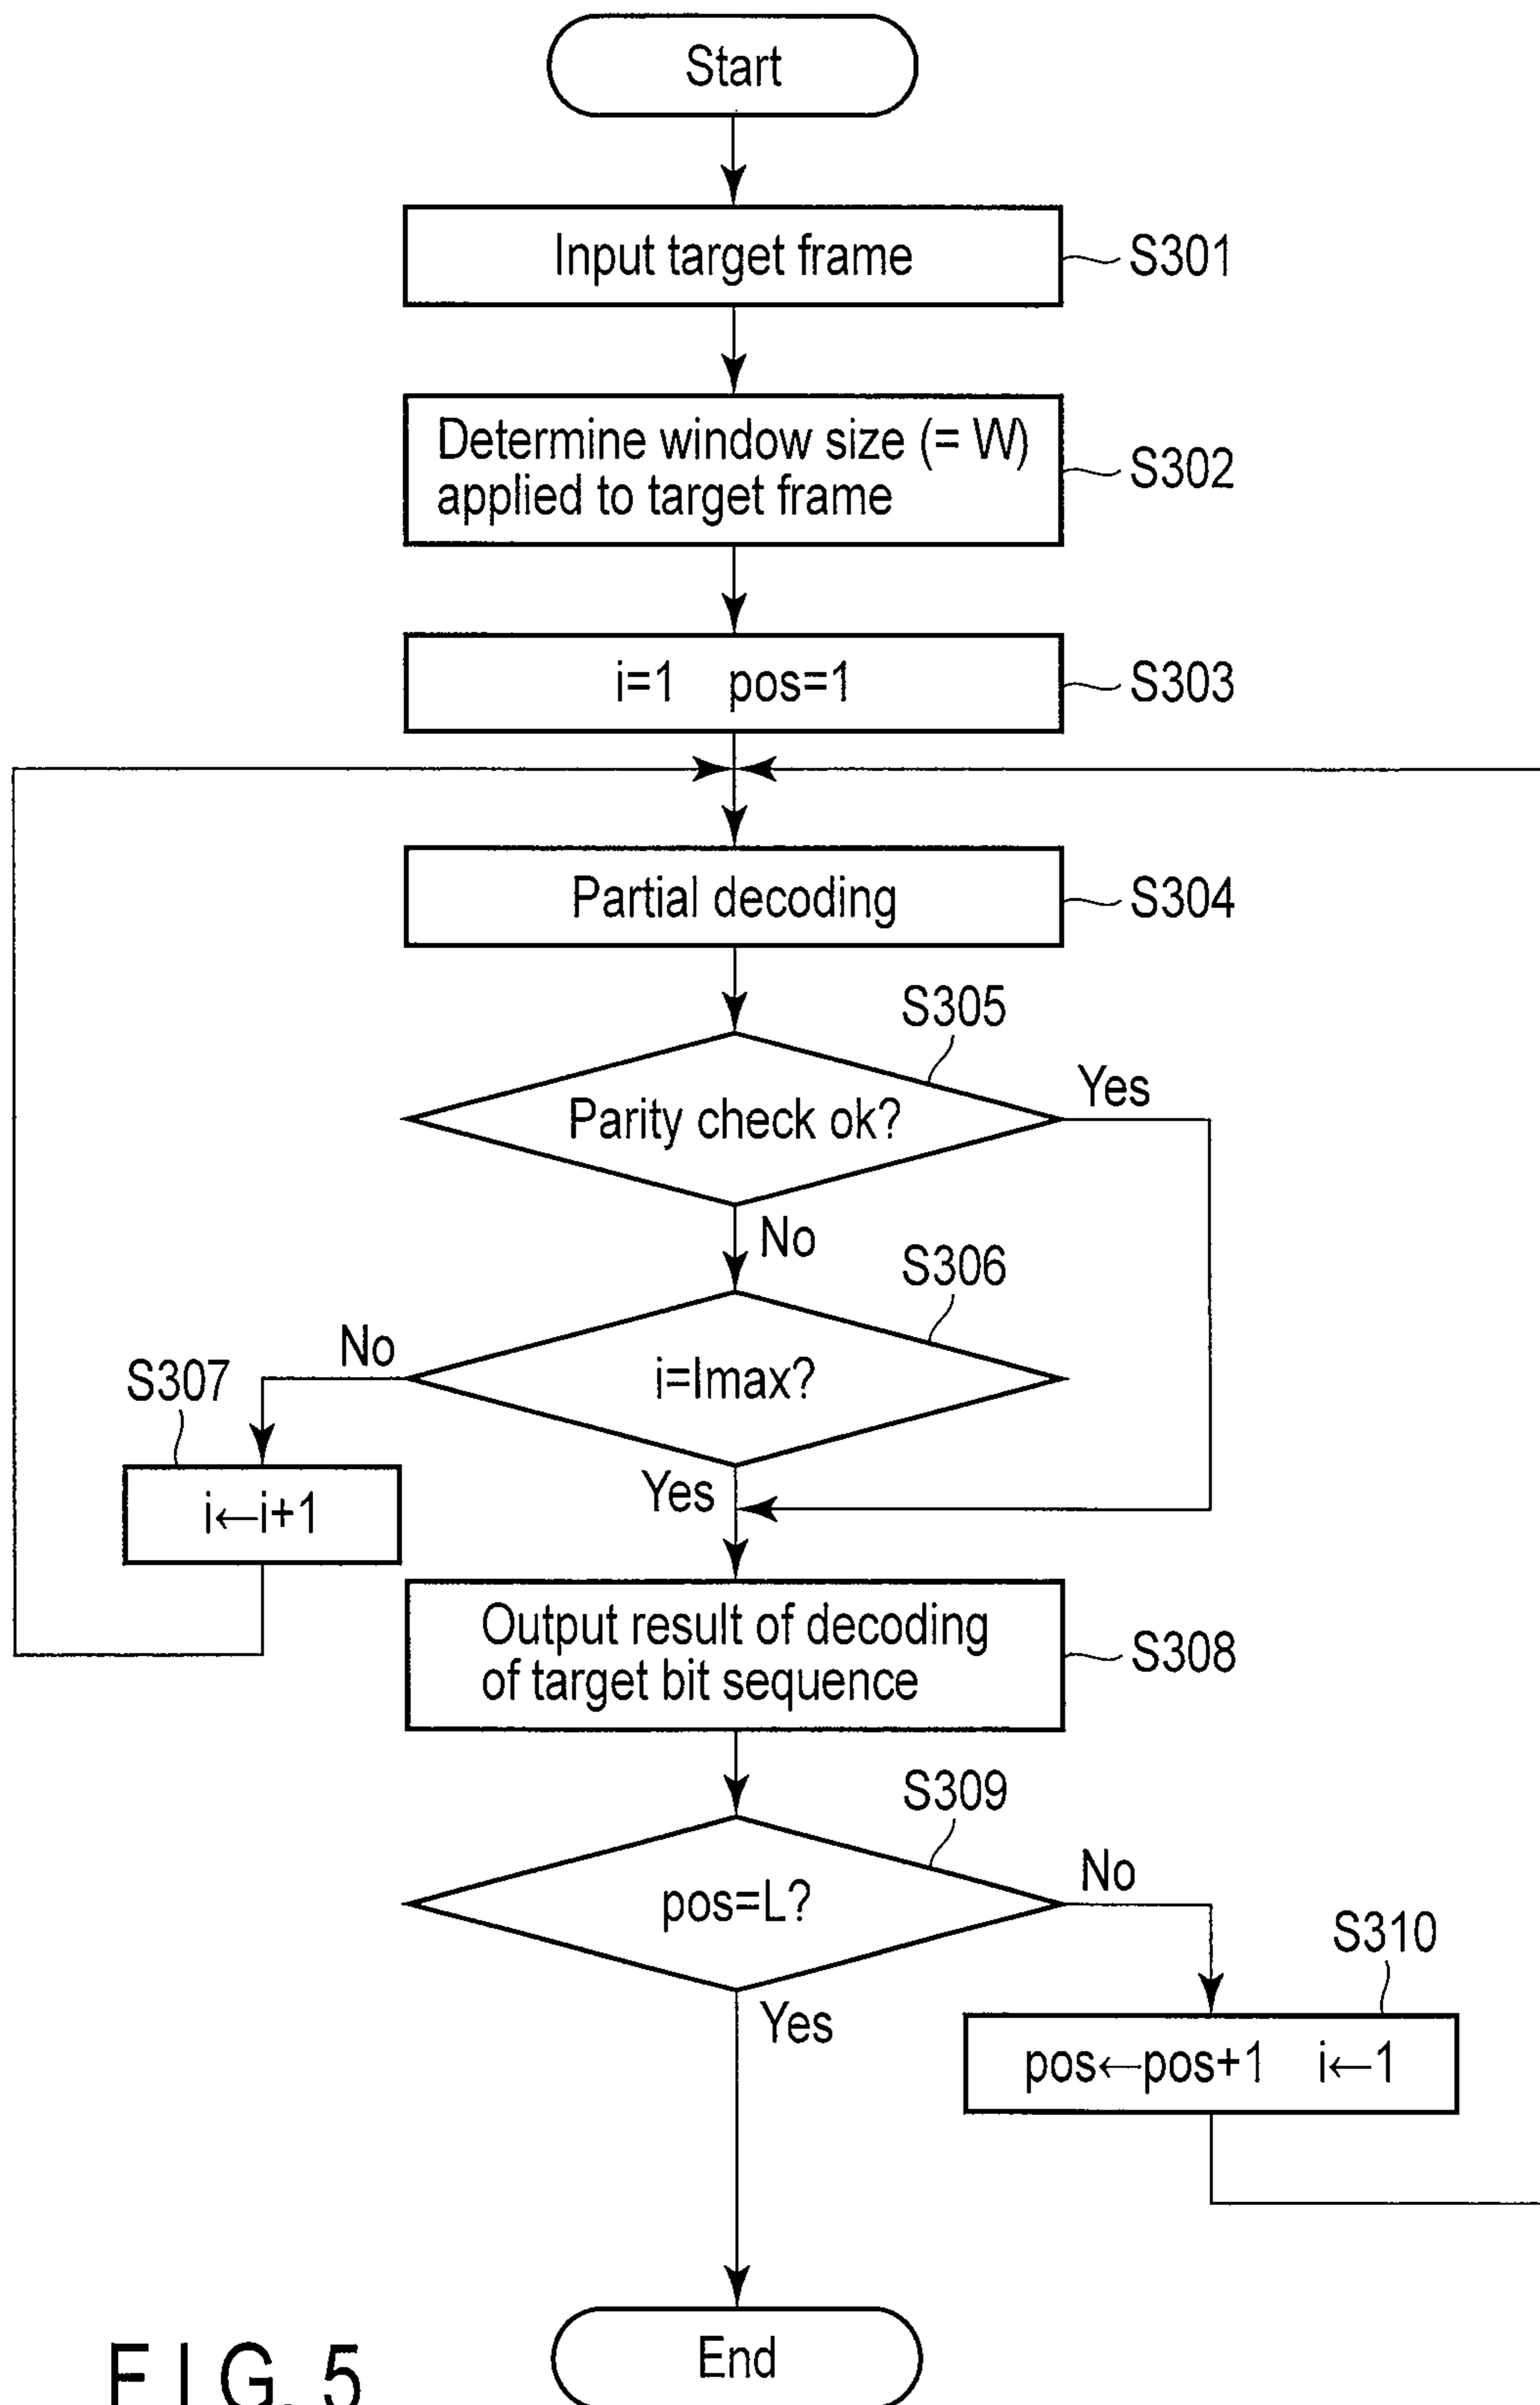 Start
Input target frame
S301
Determine window size (= W)
applied to target frame
S302
i=1 pos=1
S303
Partial decoding
S304
S305
Parity check ok?
Yes
No
S306
i=Imax?
No
S307
i←i+1
Yes
Output result of decoding
of target bit sequence
S308
S309
pos=L?
No
S310
pos←pos+1 i←1
Yes
End
FIG. 5